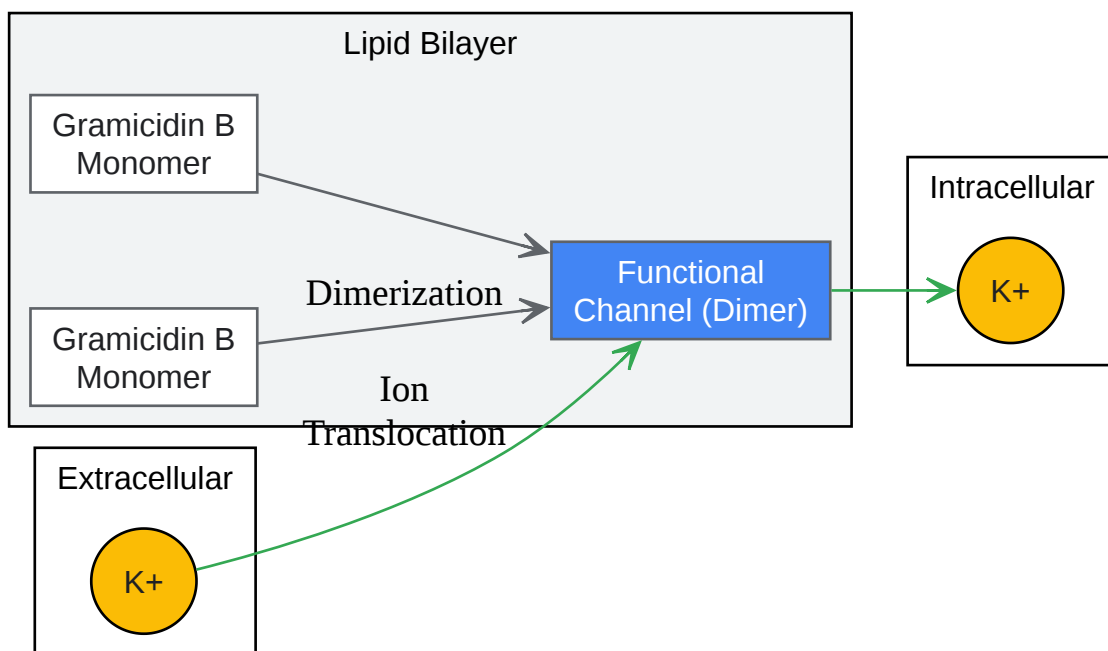 Lipid Bilayer
Gramicidin B
Monomer
Intracellular
K+
Functional
Channel (Dimer)
Dimerization
Gramicidin B
Monomer
Ion
Translocation
Extracellular
K+